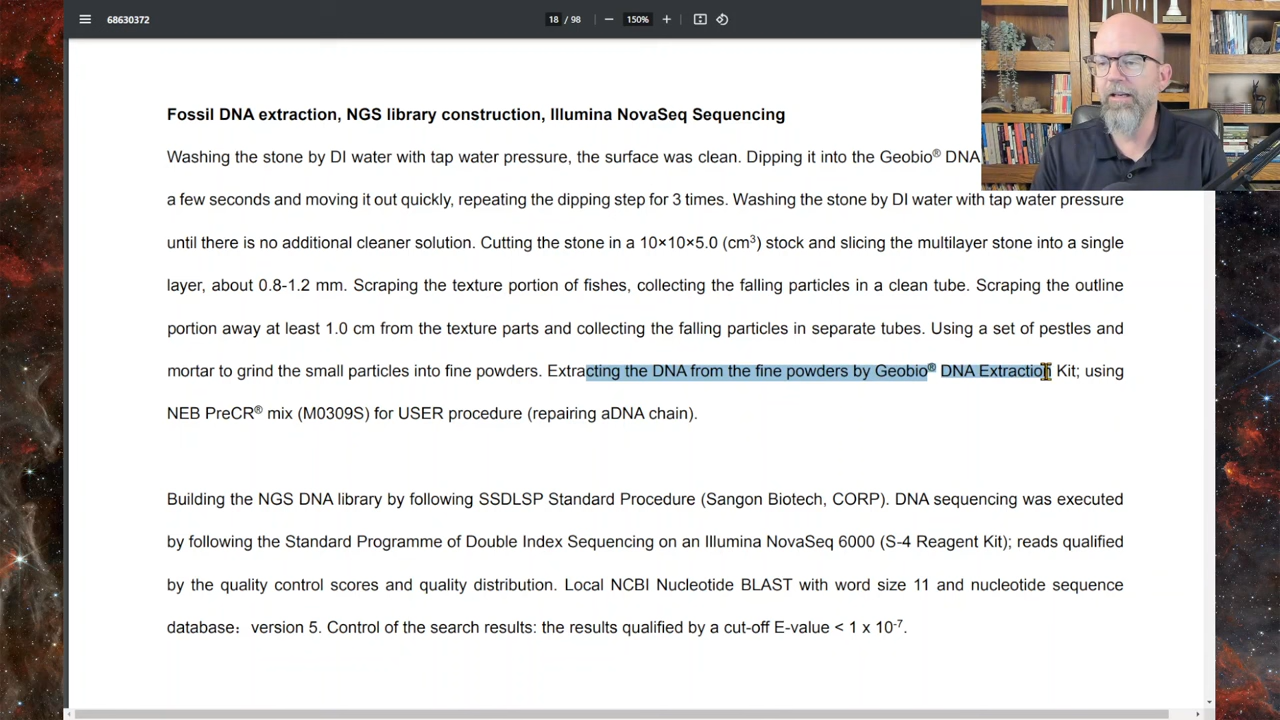 68630372
18 / 98
150%
Fossil DNA extraction, NGS library construction, Illumina NovaSeq Sequencing
Washing the stone by DI water with tap water pressure, the surface was clean. Dipping it into the Geobio® DNA
a few seconds and moving it out quickly, repeating the dipping step for 3 times. Washing the stone by DI water with tap water pressure
until there is no additional cleaner solution. Cutting the stone in a 10×10×5.0 (cm³) stock and slicing the multilayer stone into a single
layer, about 0.8-1.2 mm. Scraping the texture portion of fishes, collecting the falling particles in a clean tube. Scraping the outline
portion away at least 1.0 cm from the texture parts and collecting the falling particles in separate tubes. Using a set of pestles and
mortar to grind the small particles into fine powders. Extracting the DNA from the fine powders by Geobio® DNA Extraction Kit; using
NEB PreCR® mix (M0309S) for USER procedure (repairing aDNA chain).
Building the NGS DNA library by following SSDLSP Standard Procedure (Sangon Biotech, CORP). DNA sequencing was executed
by following the Standard Programme of Double Index Sequencing on an Illumina NovaSeq 6000 (S-4 Reagent Kit); reads qualified
by the quality control scores and quality distribution. Local NCBI Nucleotide BLAST with word size 11 and nucleotide sequence
database： version 5. Control of the search results: the results qualified by a cut-off E-value < 1 x 10⁻⁷.